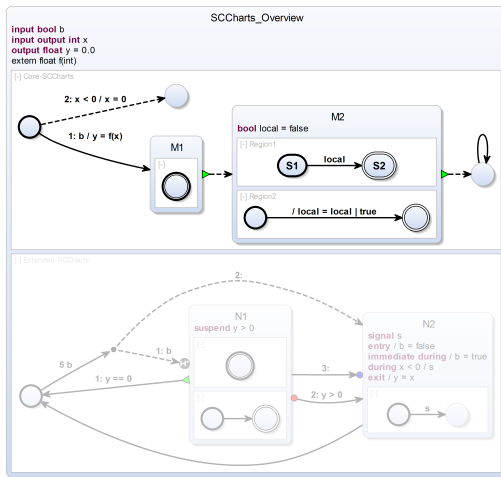 SCCharts_Overview
input bool b
input output int x
output float y = 0.0
extern float f(int)
[-] Core-SCCharts
2: x < 0 / x = 0
1: b / y = f(x)
M1
[-]
M2
bool local = false
[-] Region1
S1
local
S2
[-] Region2
/ local = local | true
[-] Extended SCCharts
2:
N1
suspend y > 0
[-]
[-]
5 b
1: b
H*
1: y == 0
3:
2: y > 0
N2
signal s
entry / b = false
immediate during / b = true
during x < 0 / s
exit / y = x
[-]
s